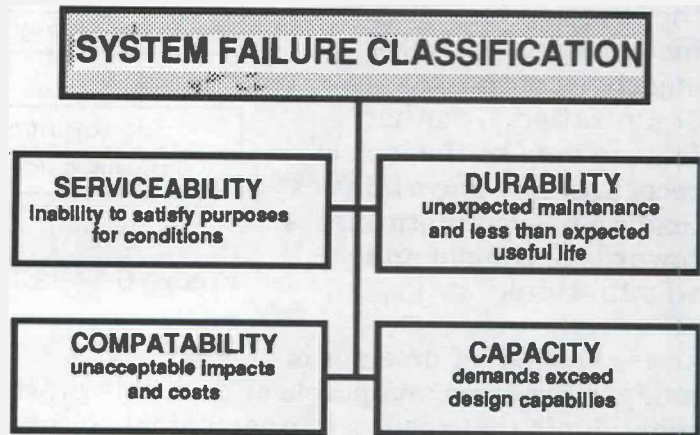 SYSTEM FAILURE CLASSIFICATION
SERVICEABILITY
inability to satisfy purposes
for conditions
DURABILITY
unexpected maintenance
and less than expected
useful life
COMPATABILITY
unacceptable impacts
and costs
CAPACITY
demands exceed
design capabilies